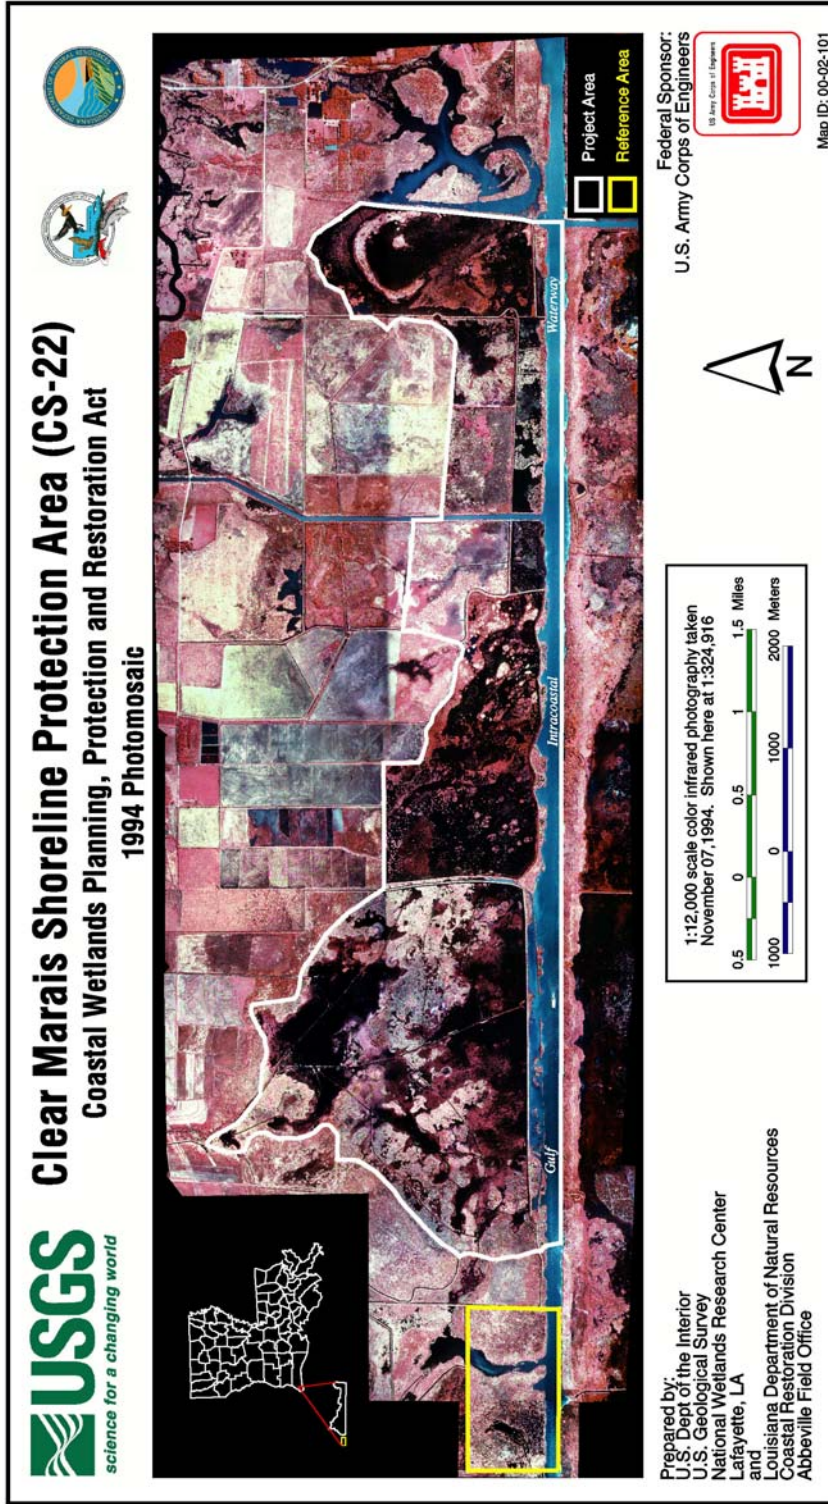 USGS
science for a changing world
Clear Marais Shoreline Protection Area (CS-22)
Coastal Wetlands Planning, Protection and Restoration Act
1994 Photomosaic
Gulf
Intracoastal
Waterway
Project Area
Reference Area
Prepared by:
U.S. Dept of the Interior
U.S. Geological Survey
National Wetlands Research Center
Lafayette, LA
and
Louisiana Department of Natural Resources
Coastal Restoration Division
Abbeville Field Office
1:12,000 scale color infrared photography taken
November 07,1994. Shown here at 1:324,916
0.5 0 0.5 1 1.5 Miles
1000 0 1000 2000 Meters
N
Federal Sponsor:
U.S. Army Corps of Engineers
US Army Corps of Engineers
Map ID: 00-02-101